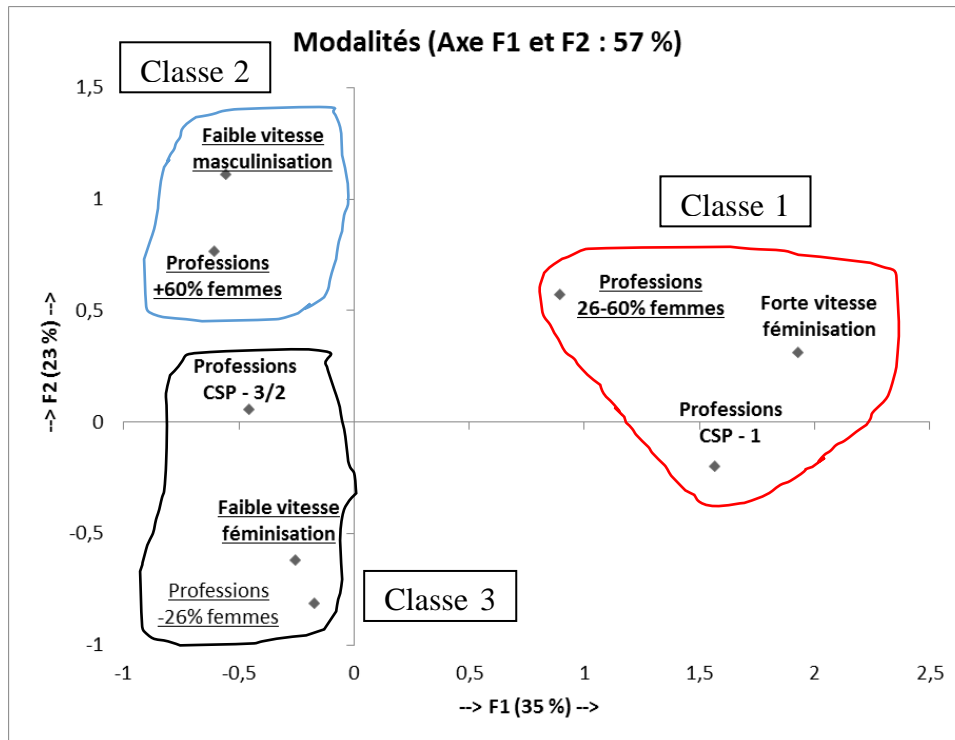 Modalités (Axe F1 et F2 : 57 %)
Classe 2
1,5
Faible vitesse
masculinisation
1
Classe 1
Professions
+60% femmes
Professions
26-60% femmes
Forte vitesse
féminisation
0,5
--> F2 (23 %) -->
Professions
CSP - 3/2
Professions
CSP - 1
0
Faible vitesse
féminisation
-0,5
Professions
-26% femmes
Classe 3
-1
-1
-0,5
0
0,5
1
1,5
2
2,5
--> F1 (35 %) -->